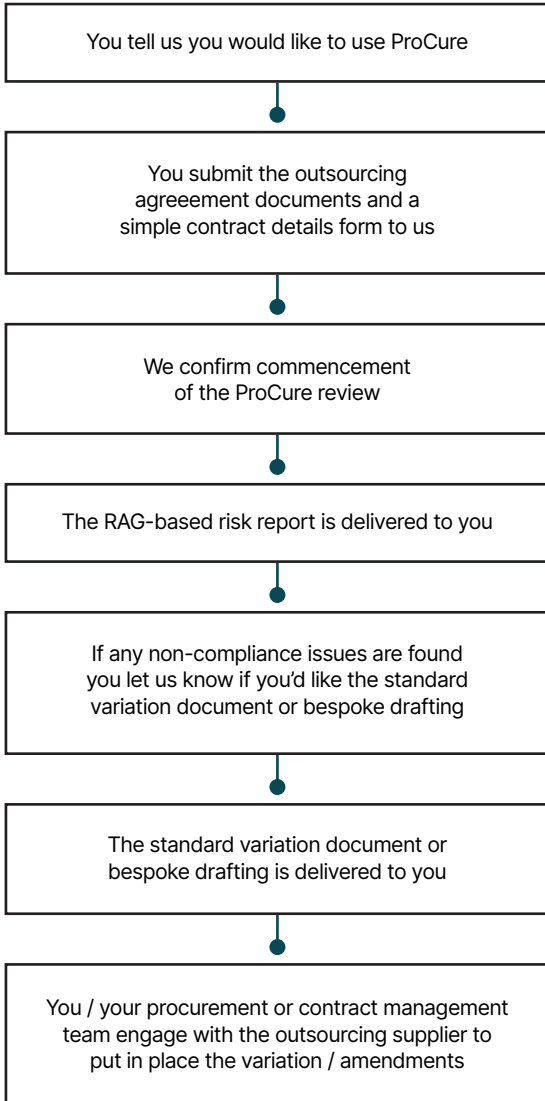 You tell us you would like to use ProCure
You submit the outsourcing
agreeement documents and a
simple contract details form to us
We confirm commencement
of the ProCure review
The RAG-based risk report is delivered to you
If any non-compliance issues are found
you let us know if you’d like the standard
variation document or bespoke drafting
The standard variation document or
bespoke drafting is delivered to you
You / your procurement or contract management
team engage with the outsourcing supplier to
put in place the variation / amendments